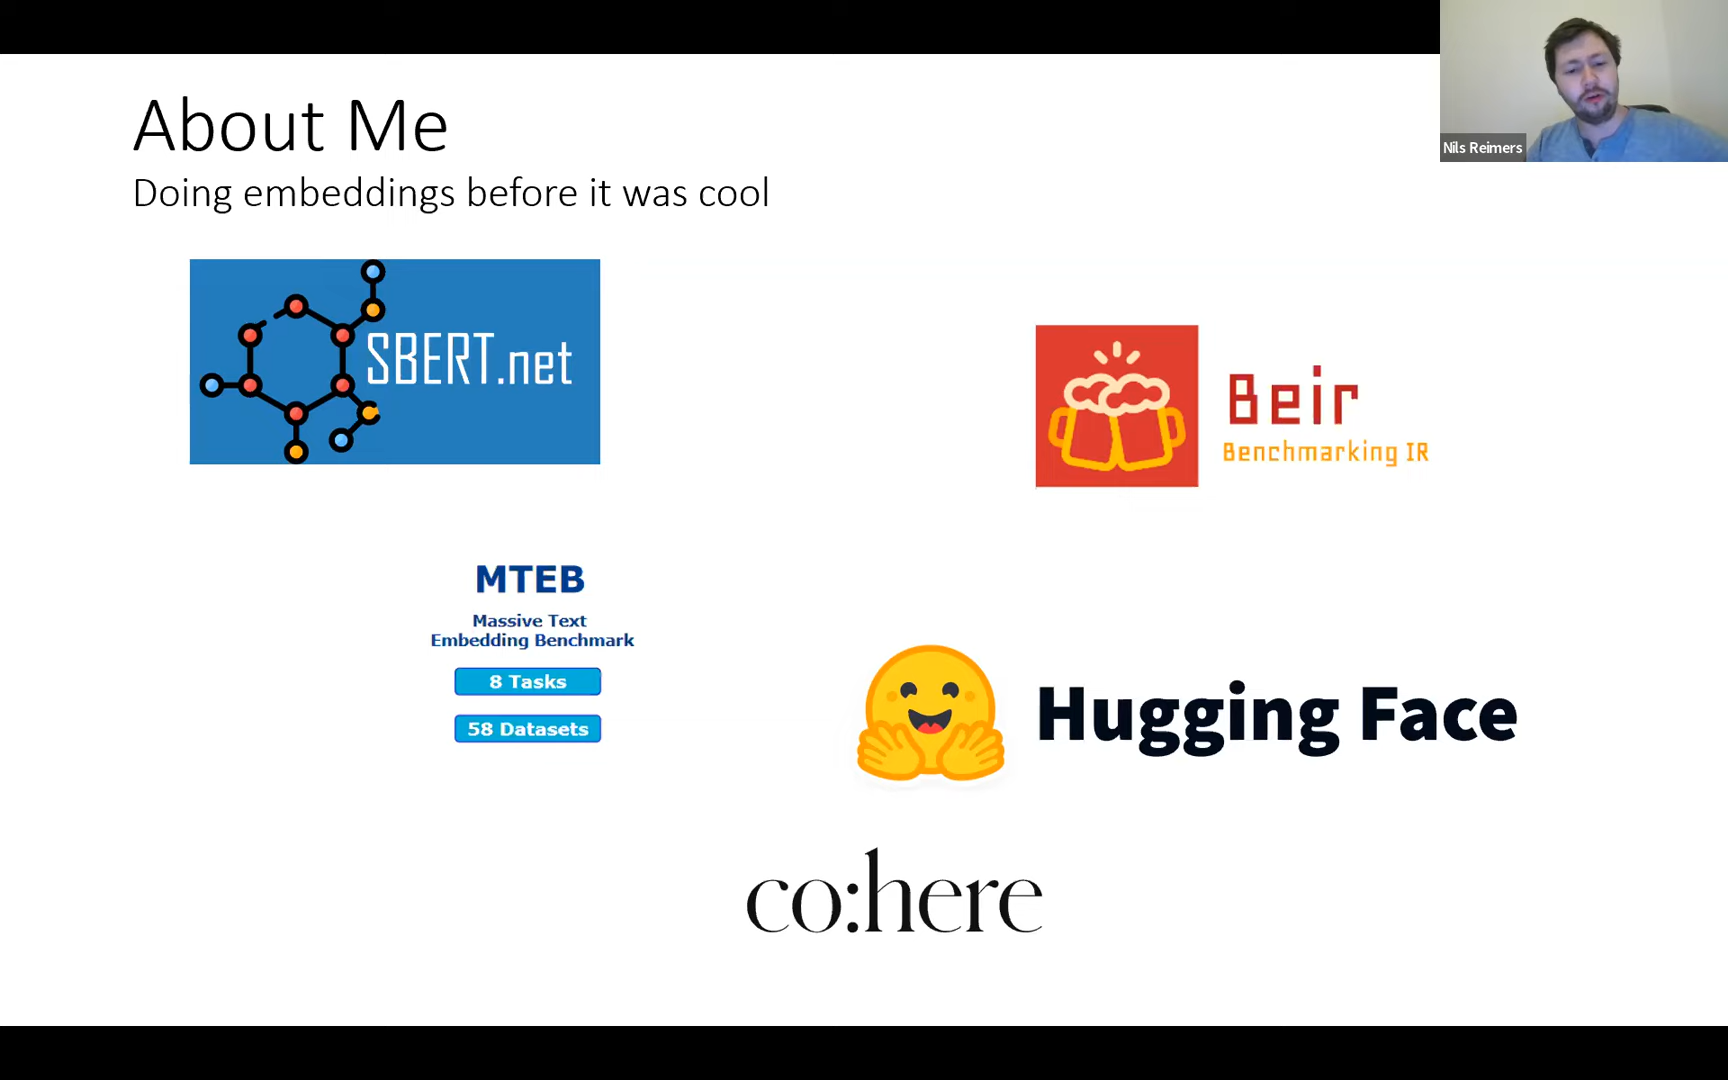 About Me
Doing embeddings before it was cool
Nils Reimers
SBERT.net
Beir
Benchmarking IR
MTEB
Massive Text
Embedding Benchmark
8 Tasks
58 Datasets
Hugging Face
co:here